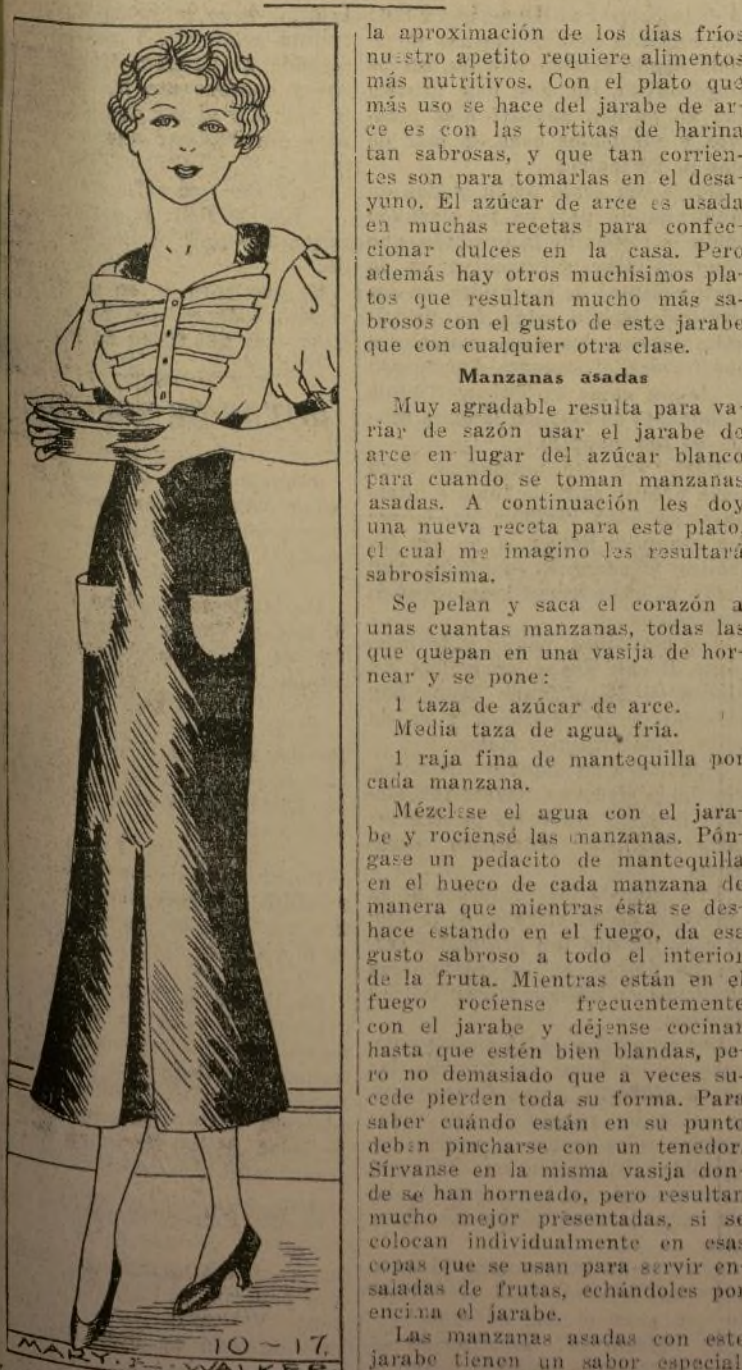 la aproximación de los días fríos
nuestro apetito requiere alimentos
más nutritivos. Con el plato que
más uso se hace del jarabe de ar-
ce es con las tortitas de harina
tan sabrosas, y que tan corrien-
tes son para tomarlas en el desa-
yuno. El azúcar de arce es usada
en muchas recetas para confec-
cionar dulces en la casa. Pero
además hay otros muchísimos pla-
tos que resultan mucho más sa-
brosos con el gusto de este jarabe
que con cualquier otra clase.
Manzanas asadas
Muy agradable resulta para va-
riar de sazón usar el jarabe de
arce en lugar del azúcar blanco
para cuando se toman manzanas
asadas. A continuación les doy
una nueva receta para este plato,
el cual me imagino les resultará
sabrosísima.
Se pelan y saca el corazón a
unas cuantas manzanas, todas las
que quepan en una vasija de hor-
near y se pone:
1 taza de azúcar de arce.
Media taza de agua fria.
1 raja fina de mantequilla por
cada manzana.
Mézclese el agua con el jara-
be y rocíensé las manzanas. Pón-
gase un pedacito de mantequilla
en el hueco de cada manzana de
manera que mientras ésta se des-
hace estando en el fuego, da ese
gusto sabroso a todo el interior
de la fruta. Mientras están en el
fuego rocíense frecuentemente
con el jarabe y déjense cocinar
hasta que estén bien blandas, pe-
ro no demasiado que a veces su-
cede pierden toda su forma. Para
saber cuándo están en su punto
deben pincharse con un tenedor.
Sírvanse en la misma vasija don-
de se han horneado, pero resultan
mucho mejor presentadas, si se
colocan individualmente en esas
copas que se usan para servir en-
saladas de frutas, echándoles por
encima el jarabe.
Las manzanas asadas con este
jarabe tienen un sabor especial
10-17
MARY E. WALKER